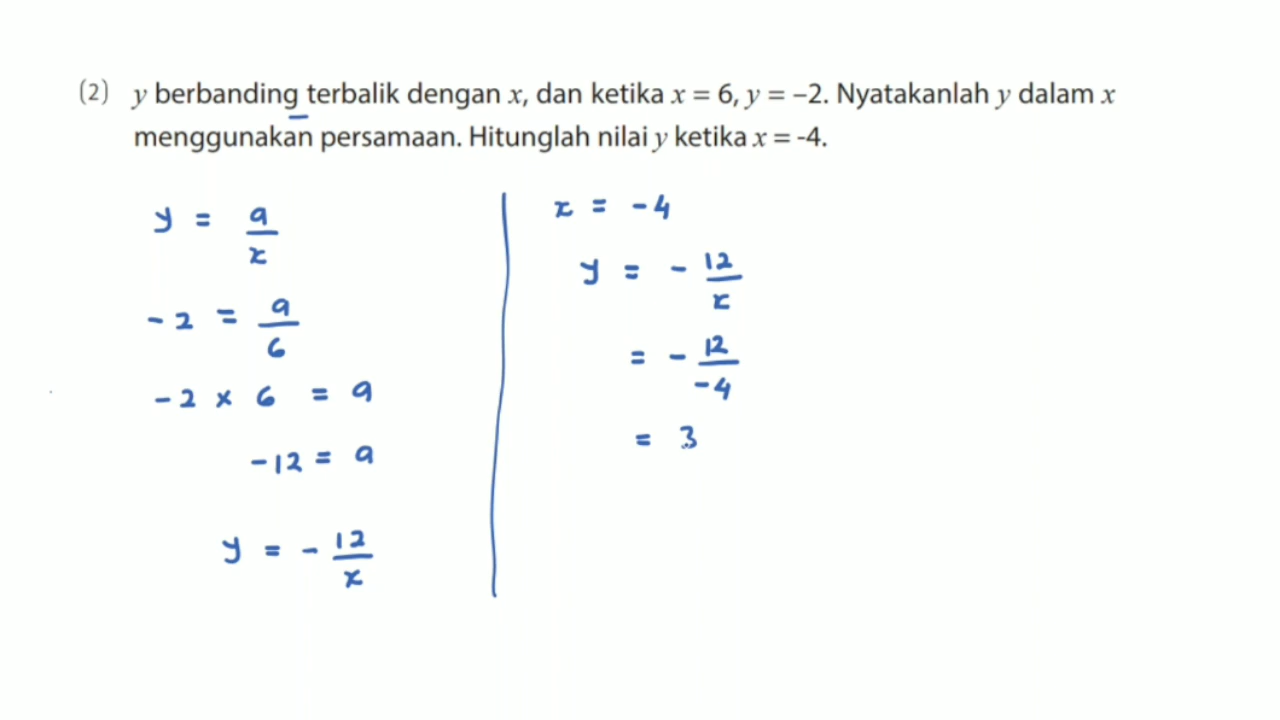 (2) y berbanding terbalik dengan x, dan ketika x = 6, y = –2. Nyatakanlah y dalam x
menggunakan persamaan. Hitunglah nilai y ketika x = -4.
y = a/x
-2 = a/6
-2 × 6 = a
-12 = a
y = - 12/x
x = -4
y = - 12/x
= - 12/-4
= 3